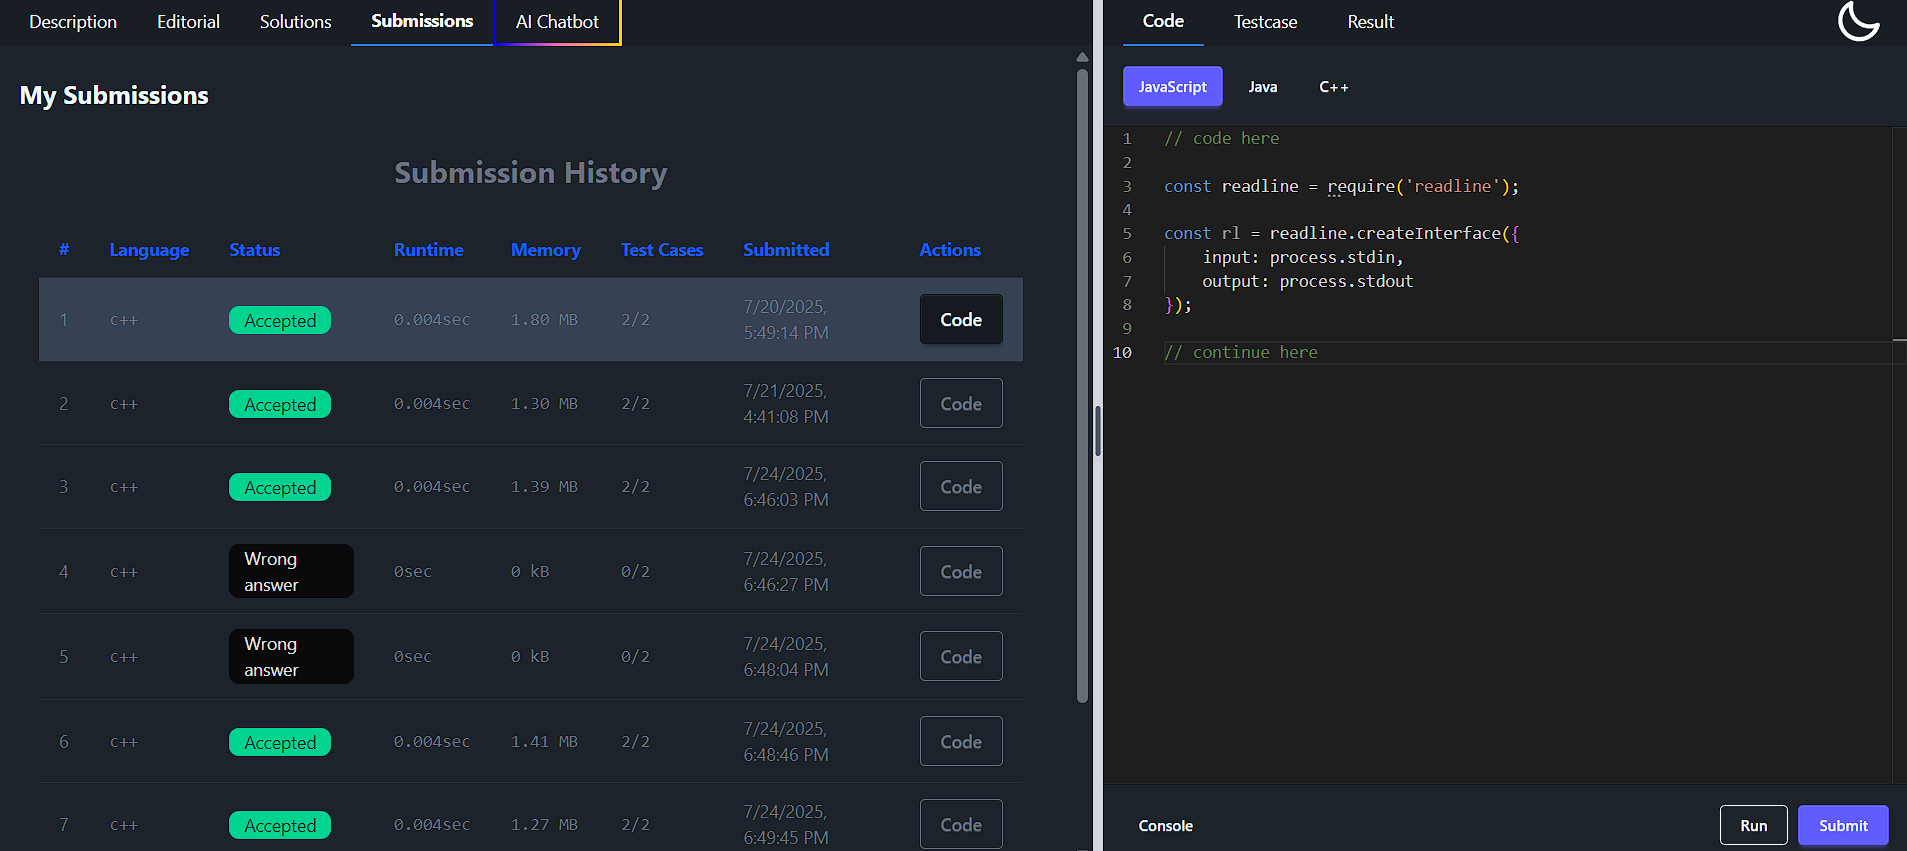 Description Editorial Solutions Submissions AI Chatbot
My Submissions
Submission History
# Language Status Runtime Memory Test Cases Submitted Actions
1 c++ Accepted 0.004sec 1.80 MB 2/2 7/20/2025, 5:49:14 PM Code
2 c++ Accepted 0.004sec 1.30 MB 2/2 7/21/2025, 4:41:08 PM Code
3 c++ Accepted 0.004sec 1.39 MB 2/2 7/24/2025, 6:46:03 PM Code
4 c++ Wrong answer 0sec 0 kB 0/2 7/24/2025, 6:46:27 PM Code
5 c++ Wrong answer 0sec 0 kB 0/2 7/24/2025, 6:48:04 PM Code
6 c++ Accepted 0.004sec 1.41 MB 2/2 7/24/2025, 6:48:46 PM Code
7 c++ Accepted 0.004sec 1.27 MB 2/2 7/24/2025, 6:49:45 PM Code
Code Testcase Result
JavaScript Java C++
1 // code here
2
3 const readline = require('readline');
4
5 const rl = readline.createInterface({
6 input: process.stdin,
7 output: process.stdout
8 });
9
10 // continue here
Console Run Submit